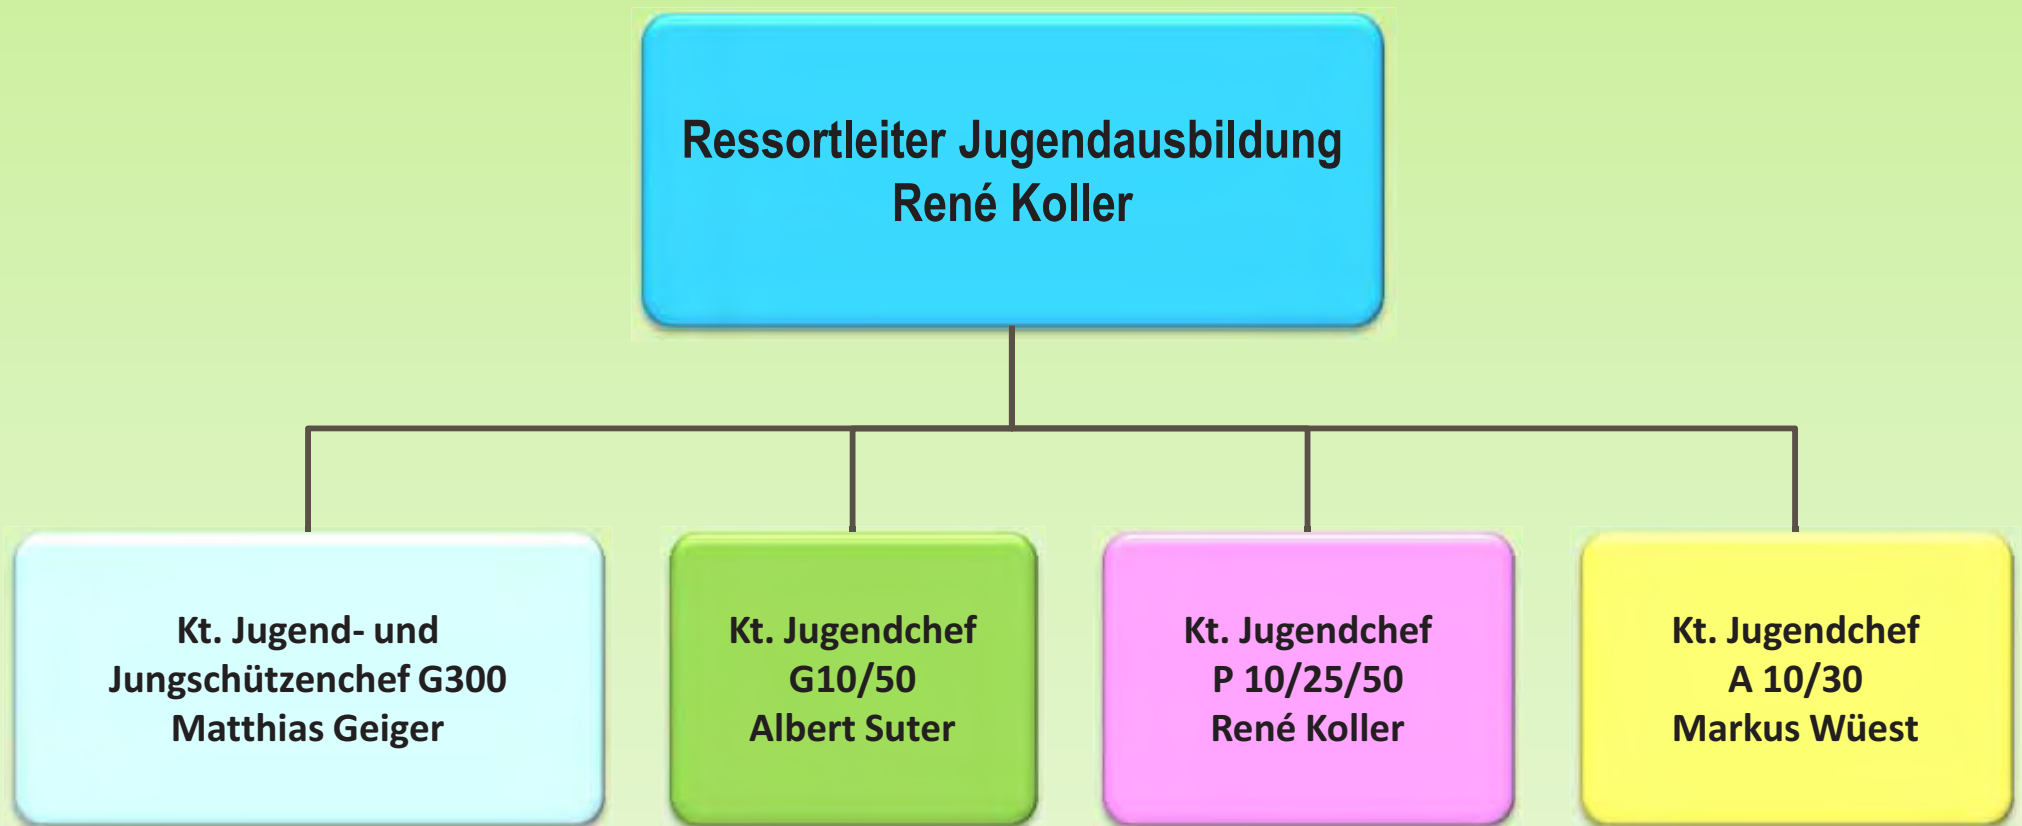 Ressortleiter Jugendausbildung
René Koller
Kt. Jugend- und
Jungschützenchef G300
Matthias Geiger
Kt. Jugendchef
G10/50
Albert Suter
Kt. Jugendchef
P 10/25/50
René Koller
Kt. Jugendchef
A 10/30
Markus Wüest